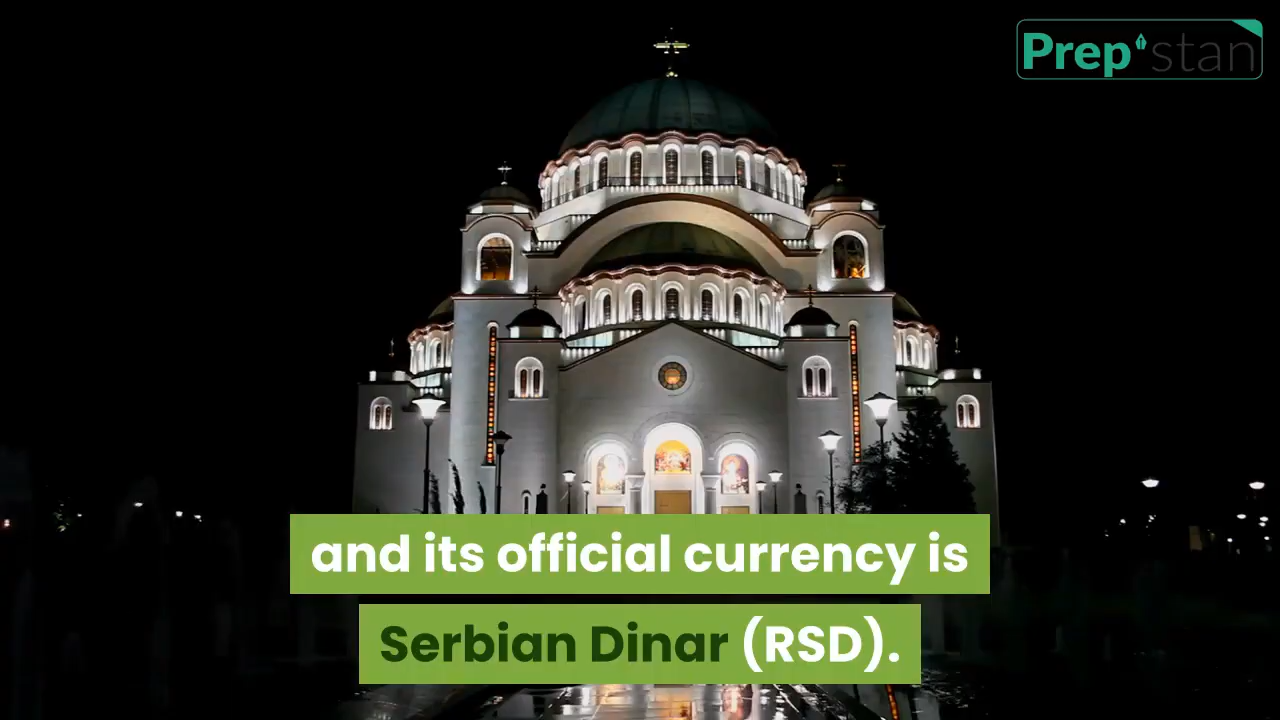 Prep'stan
and its official currency is
Serbian Dinar (RSD).